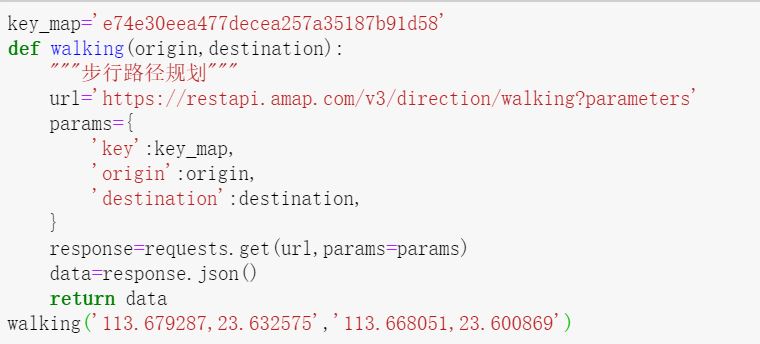 key_map='e74e30eea477decea257a35187b91d58'
def walking(origin,destination):
    """步行路径规划"""
    url='https://restapi.amap.com/v3/direction/walking?parameters'
    params={
        'key':key_map,
        'origin':origin,
        'destination':destination,
    }
    response=requests.get(url,params=params)
    data=response.json()
    return data
walking('113.679287,23.632575','113.668051,23.600869')